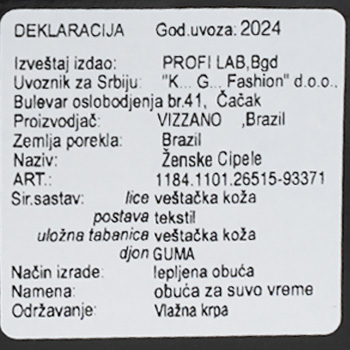 DEKLARACIJA God.uvoza: 2024
Izveštaj izdao: PROFI LAB,Bgd
Uvoznik za Srbiju: "K... G... Fashion" d.o.o.,
Bulevar oslobodjenja br.41, Čačak
Proizvodjač: VIZZANO ,Brazil
Zemlja porekla: Brazil
Naziv: Ženske Cipele
ART.: 1184.1101.26515-93371
Sir.sastav: lice veštačka koža
postava tekstil
uložna tabanica veštačka koža
djon GUMA
Način izrade: lepljena obuća
Namena: obuća za suvo vreme
Održavanje: Vlažna krpa